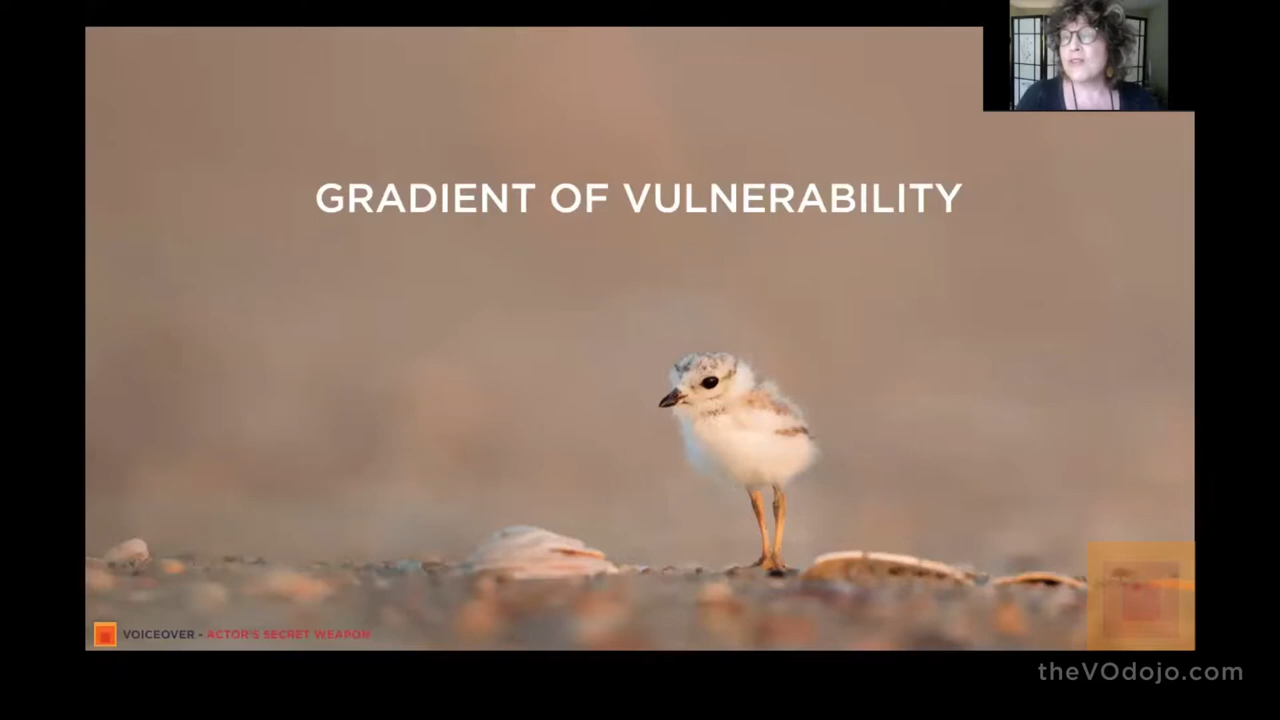 GRADIENT OF VULNERABILITY
VOICEOVER - ACTOR'S SECRET WEAPON
theVOdojo.com